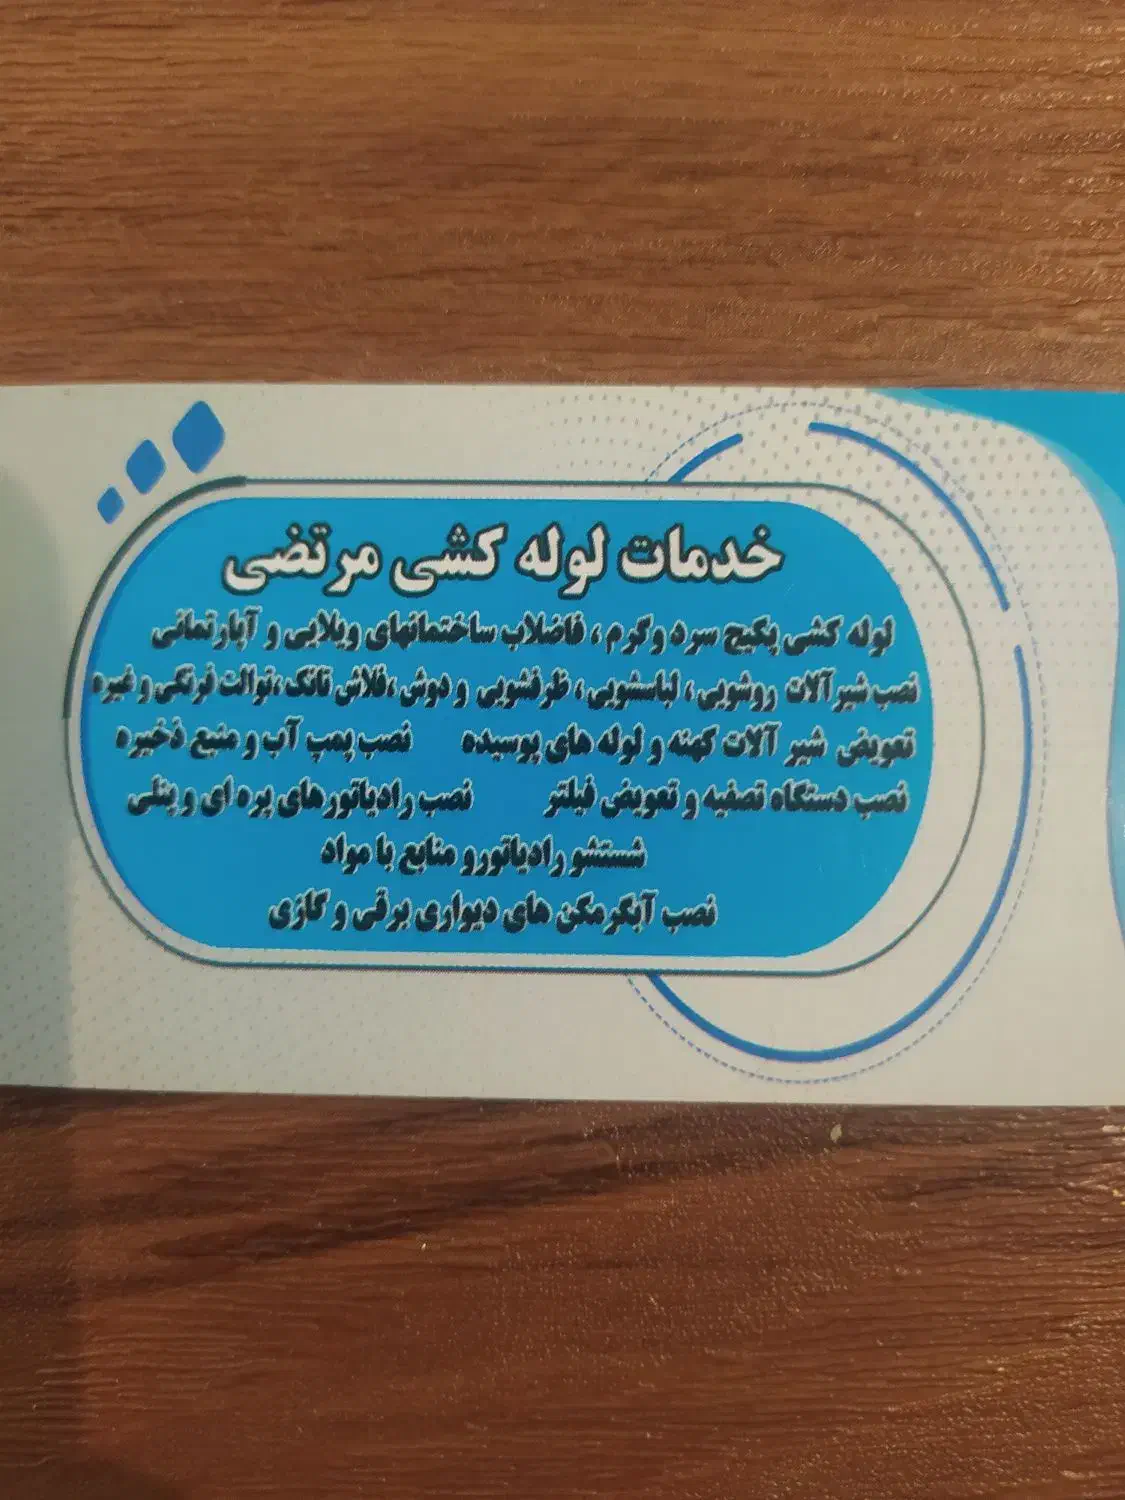 خدمات لوله کشی مرتضی
لوله کشی پکیج سرد وگرم ، فاضلاب ساختمانهای ویلایی و آپارتمانی
نصب شیرآلات روشویی ، لباسشویی ، ظرفشویی و دوش ،فلاش تانک ،توالت فرنگی و غیره
تعویض شیر آلات کهنه و لوله های پوسیده نصب پمپ آب و منبع ذخیره
نصب دستگاه تصفیه و تعویض فیلتر نصب رادیاتورهای پره ای و پنلی
شستشو رادیاتورو منابع با مواد
نصب آبگرمکن های دیواری برقی و گازی